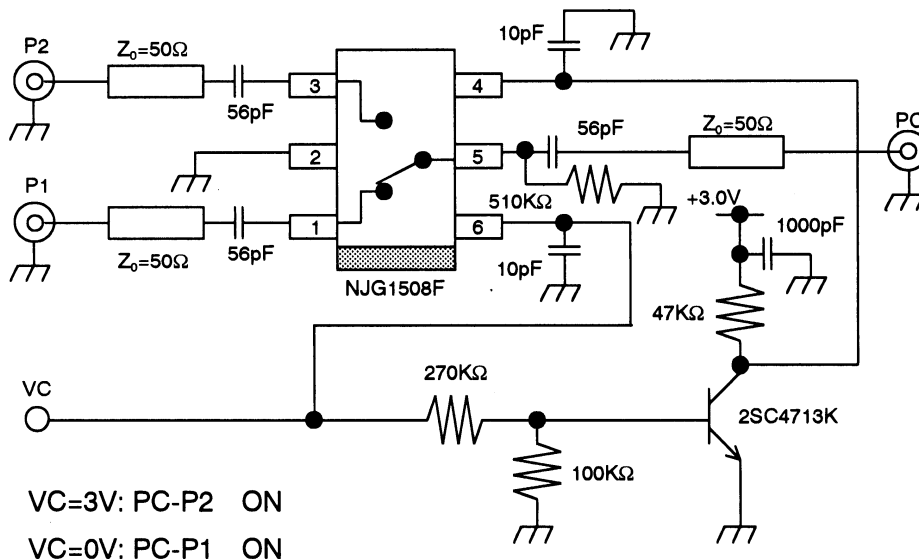 10pF
P2
Z₀=50Ω
3
4
56pF
56pF
Z₀=50Ω
PC
2
5
P1
510KΩ
+3.0V
1
6
1000pF
Z₀=50Ω
56pF
10pF
NJG1508F
47KΩ
VC
270KΩ
2SC4713K
100KΩ
VC=3V: PC-P2 ON
VC=0V: PC-P1 ON